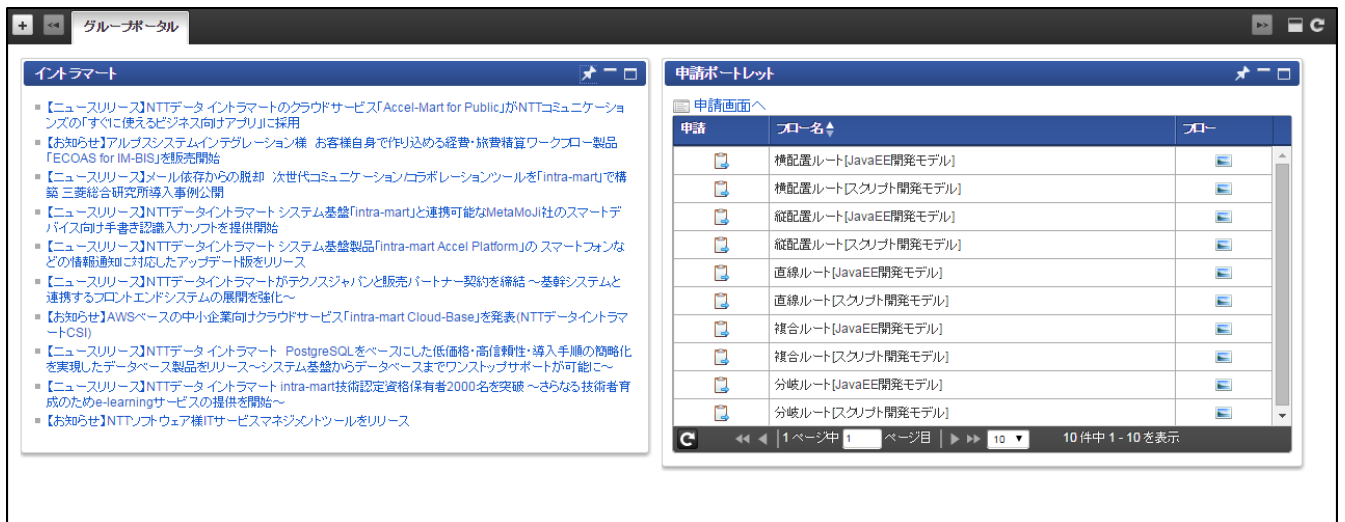 グループポータル
イントラマート
【ニュースリリース】NTTデータ イントラマートのクラウドサービス「Accel-Mart for Public」がNTTコミュニケーショ
ンズの「すぐに使えるビジネス向けアプリ」に採用
【お知らせ】アルプスシステムインテグレーション様 お客様自身で作り込める経費・旅費精算ワークフロー製品
「ECOAS for IM-BIS」を販売開始
【ニュースリリース】メール依存からの脱却 次世代コミュニケーション/コラボレーションツールを「intra-mart」で構
築 三菱総合研究所導入事例公開
【ニュースリリース】NTTデータイントラマート システム基盤「intra-mart」と連携可能なMetaMoJi社のスマートデ
バイス向け手書き認識入力ソフトを提供開始
【ニュースリリース】NTTデータイントラマート システム基盤製品「intra-mart Accel Platform」の スマートフォンな
どの情報通知に対応したアップデート版をリリース
【ニュースリリース】NTTデータイントラマートがテクノスジャパンと販売パートナー契約を締結 ～基幹システムと
連携するフロントエンドシステムの展開を強化～
【お知らせ】AWSベースの中小企業向けクラウドサービス「intra-mart Cloud-Base」を発表(NTTデータイントラマ
ートCSI)
【ニュースリリース】NTTデータ イントラマート PostgreSQLをベースにした低価格・高信頼性・導入手順の簡略化
を実現したデータベース製品をリリース～システム基盤からデータベースまでワンストップサポートが可能に～
【ニュースリリース】NTTデータ イントラマート intra-mart技術認定資格保有者2000名を突破 ～さらなる技術者育
成のためe-learningサービスの提供を開始～
【お知らせ】NTTソフトウェア様ITサービスマネジメントツールをリリース
申請ポートレット
申請画面へ
申請 フロー名 フロー
横配置ルート[JavaEE開発モデル]
横配置ルート[スクリプト開発モデル]
縦配置ルート[JavaEE開発モデル]
縦配置ルート[スクリプト開発モデル]
直線ルート[JavaEE開発モデル]
直線ルート[スクリプト開発モデル]
複合ルート[JavaEE開発モデル]
複合ルート[スクリプト開発モデル]
分岐ルート[JavaEE開発モデル]
分岐ルート[スクリプト開発モデル]
1 ページ中 1 ページ目 10 10 件中 1 - 10 を表示